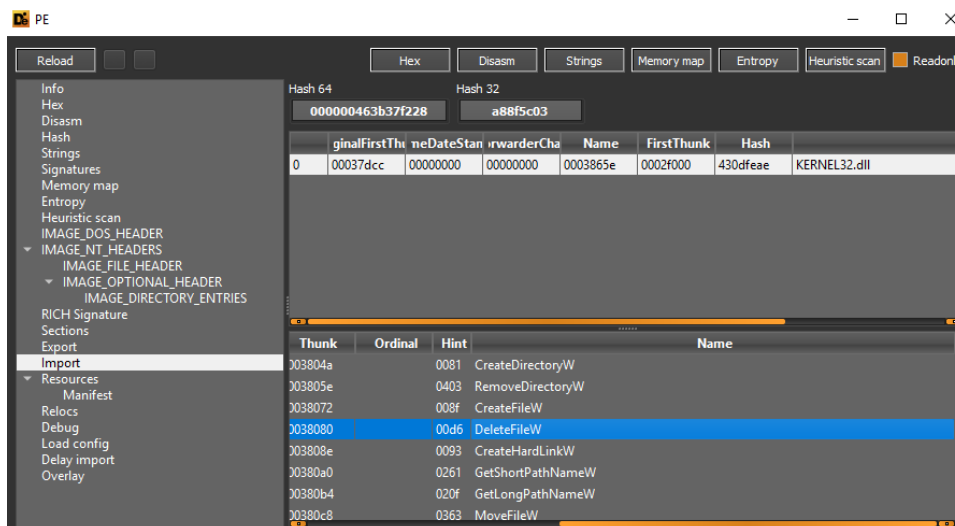 PE
Reload Hex Disasm Strings Memory map Entropy Heuristic scan Readonl
Info
Hex
Disasm
Hash
Strings
Signatures
Memory map
Entropy
Heuristic scan
IMAGE_DOS_HEADER
IMAGE_NT_HEADERS
IMAGE_FILE_HEADER
IMAGE_OPTIONAL_HEADER
IMAGE_DIRECTORY_ENTRIES
RICH Signature
Sections
Export
Import
Resources
Manifest
Relocs
Debug
Load config
Delay import
Overlay
Hash 64 Hash 32
000000463b37f228 a88f5c03
ginalFirstThu neDateStan orwarderCha Name FirstThunk Hash
0 00037dcc 00000000 00000000 0003865e 0002f000 430dfeae KERNEL32.dll
Thunk Ordinal Hint Name
003804a 0081 CreateDirectoryW
003805e 0403 RemoveDirectoryW
0038072 008f CreateFileW
0038080 00d6 DeleteFileW
003808e 0093 CreateHardLinkW
00380a0 0261 GetShortPathNameW
00380b4 020f GetLongPathNameW
00380c8 0363 MoveFileW